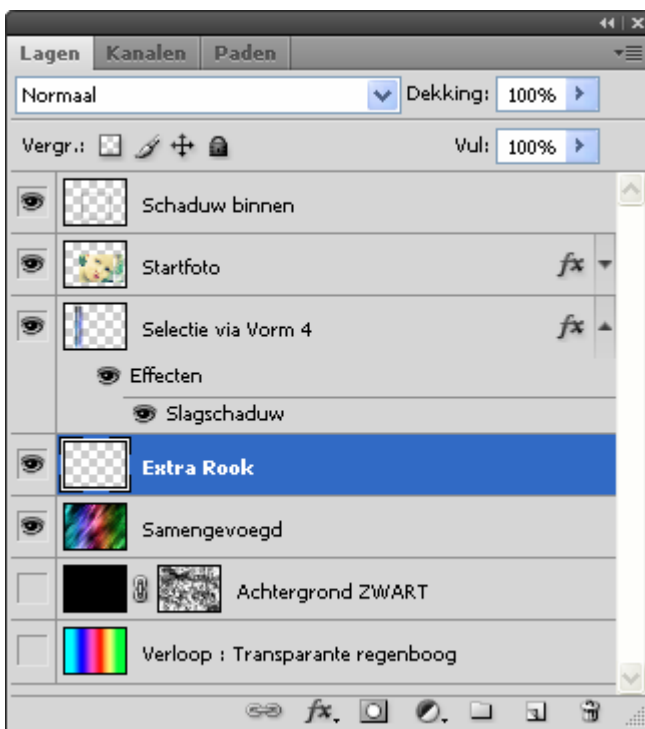 Lagen Kanalen Paden
Normaal Dekking: 100%
Vergr.: Vul: 100%
Schaduw binnen
Startfoto fx
Selectie via Vorm 4 fx
Effecten
Slagschaduw
Extra Rook
Samengevoegd
Achtergrond ZWART
Verloop : Transparante regenboog
fx.